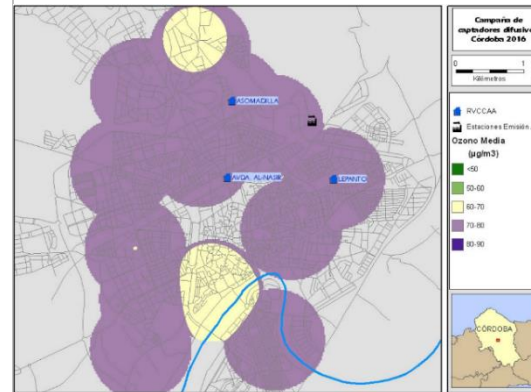 Campaña de
captadores difusivo
Córdoba 2016
0 1
Kilómetros
RVCCAA
Estaciones Emisión.
Ozono Media
(µg/m3)
<50
50-60
60-70
70-80
80-90
ASOMADILLA
AVDA. AL-NASIR
LEPANTO
CÓRDOBA